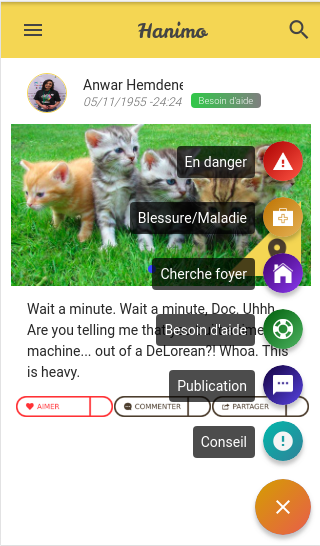 Hanimo
Anwar Hemdene
05/11/1955 -24:24
Besoin d'aide
En danger
Blessure/Maladie
Cherche foyer
Wait a minute. Wait a minute, Doc. Uhhh
Are you telling me that
Besoin d'aide
machine... out of a DeLorean?! Whoa. This
is heavy.
Publication
AIMER
COMMENTER
PARTAGER
Conseil